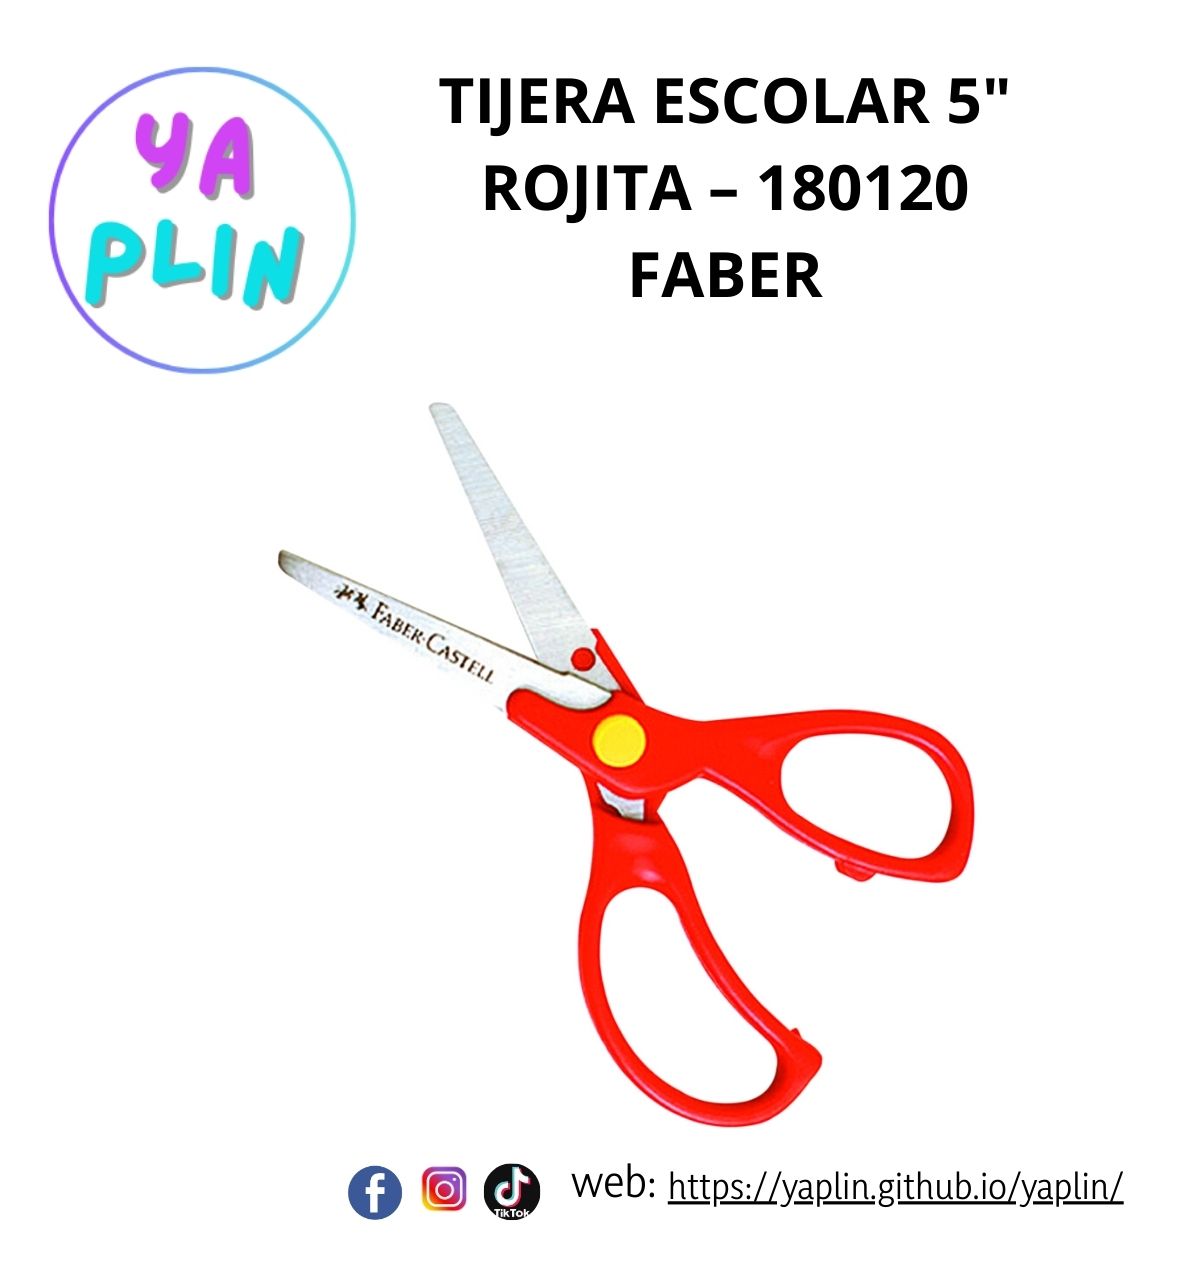 YA
PLIN
TIJERA ESCOLAR 5"
ROJITA – 180120
FABER
FABER-CASTELL
TikTok
web: https://yaplin.github.io/yaplin/